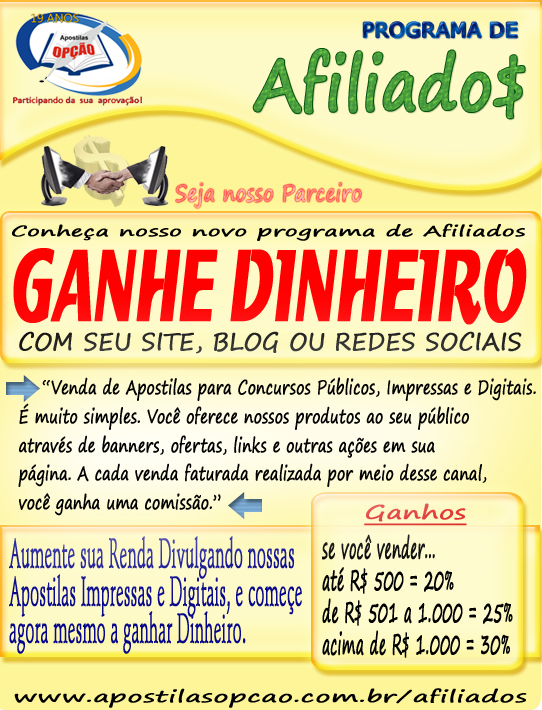 19 ANOS
Apostilas
OPÇÃO
Participando da sua aprovação!
PROGRAMA DE
Afiliado$
Seja nosso Parceiro
Conheça nosso novo programa de Afiliados
GANHE DINHEIRO
COM SEU SITE, BLOG OU REDES SOCIAIS
“Venda de Apostilas para Concursos Públicos, Impressas e Digitais.
É muito simples. Você oferece nossos produtos ao seu público
através de banners, ofertas, links e outras ações em sua
página. A cada venda faturada realizada por meio desse canal,
você ganha uma comissão.”
Ganhos
se você vender...
até R$ 500 = 20%
de R$ 501 a 1.000 = 25%
acima de R$ 1.000 = 30%
Aumente sua Renda Divulgando nossas
Apostilas Impressas e Digitais, e começe
agora mesmo a ganhar Dinheiro.
www.apostilasopcao.com.br/afiliados